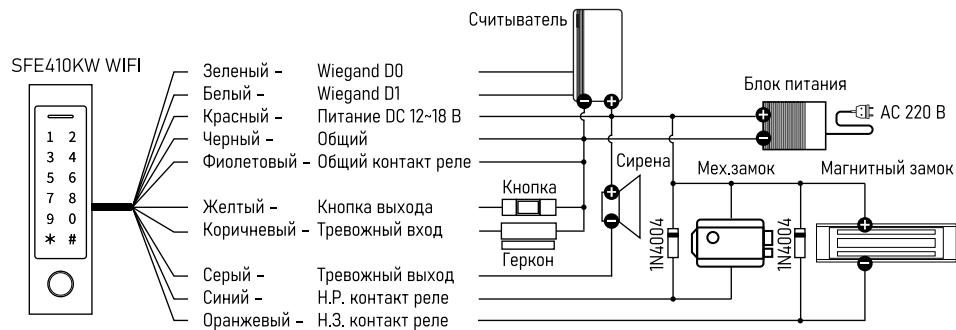 Считыватель
SFE410KW WIFI
Зеленый – Wiegand D0
Белый – Wiegand D1
Красный – Питание DC 12~18 В
Черный – Общий
Фиолетовый – Общий контакт реле
Желтый – Кнопка выхода
Коричневый – Тревожный вход
Серый – Тревожный выход
Синий – Н.Р. контакт реле
Оранжевый – Н.З. контакт реле
1 2
3 4
5 6
7 8
9 0
* #
Кнопка
Геркон
Сирена
Блок питания
AC 220 В
Мех.замок
Магнитный замок
1N4004
1N4004